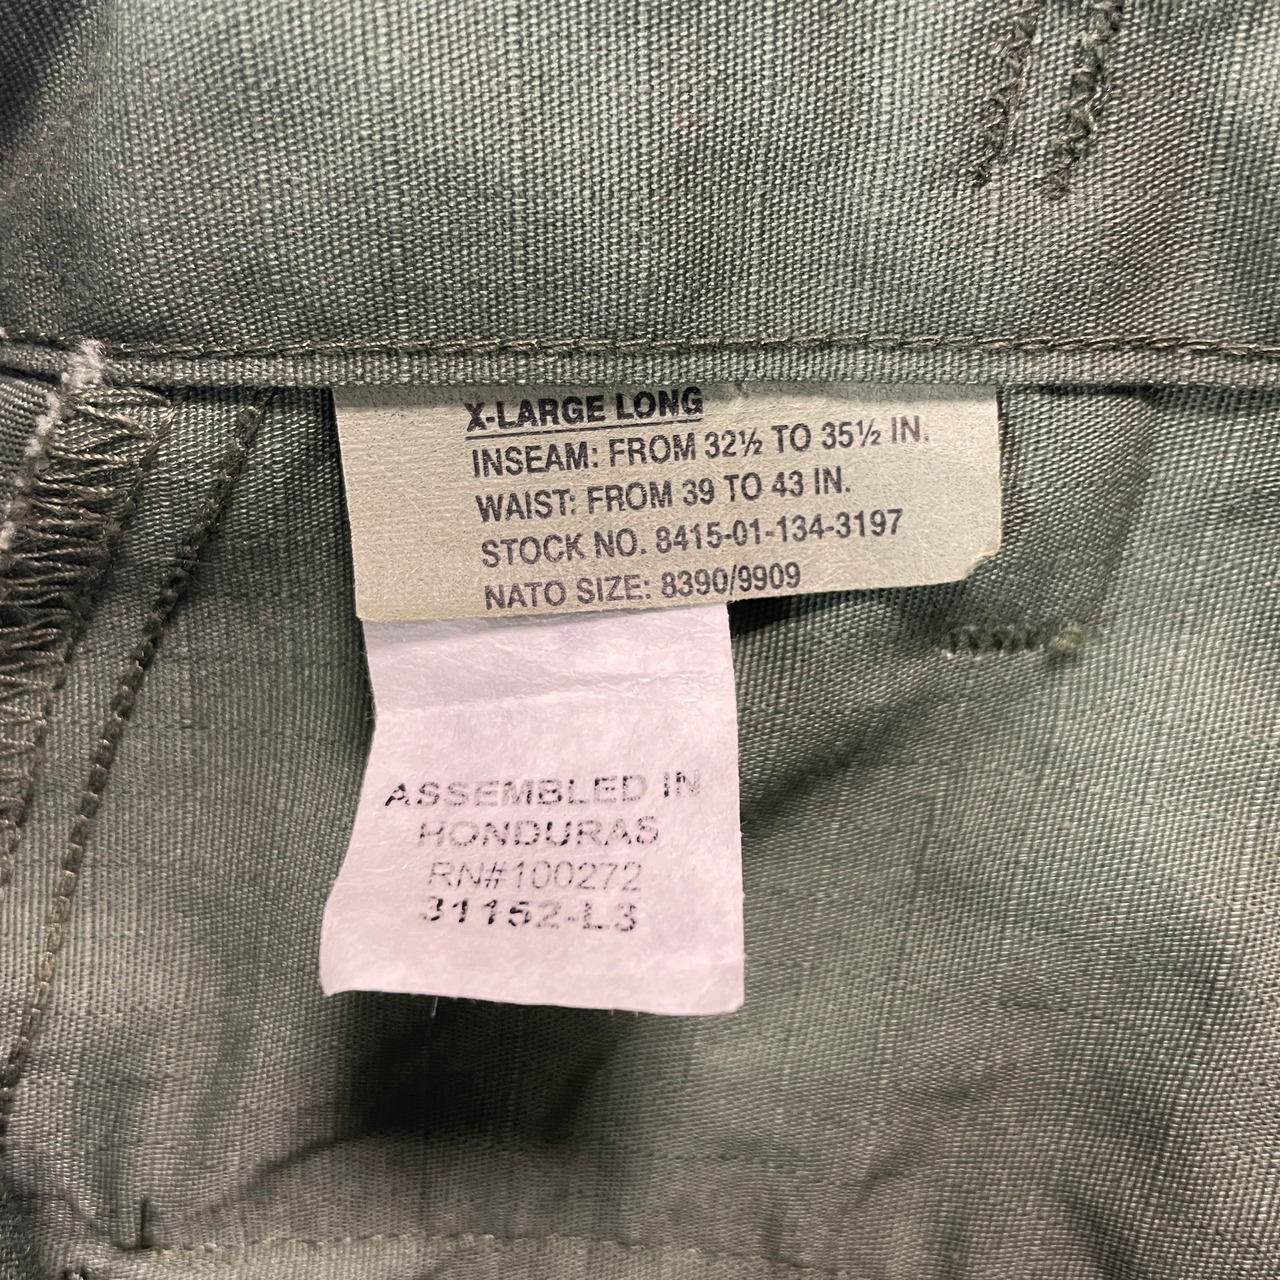 X-LARGE LONG
INSEAM: FROM 32½ TO 35½ IN.
WAIST: FROM 39 TO 43 IN.
STOCK NO. 8415-01-134-3197
NATO SIZE: 8390/9909
ASSEMBLED IN
HONDURAS
RN#100272
31152-L3